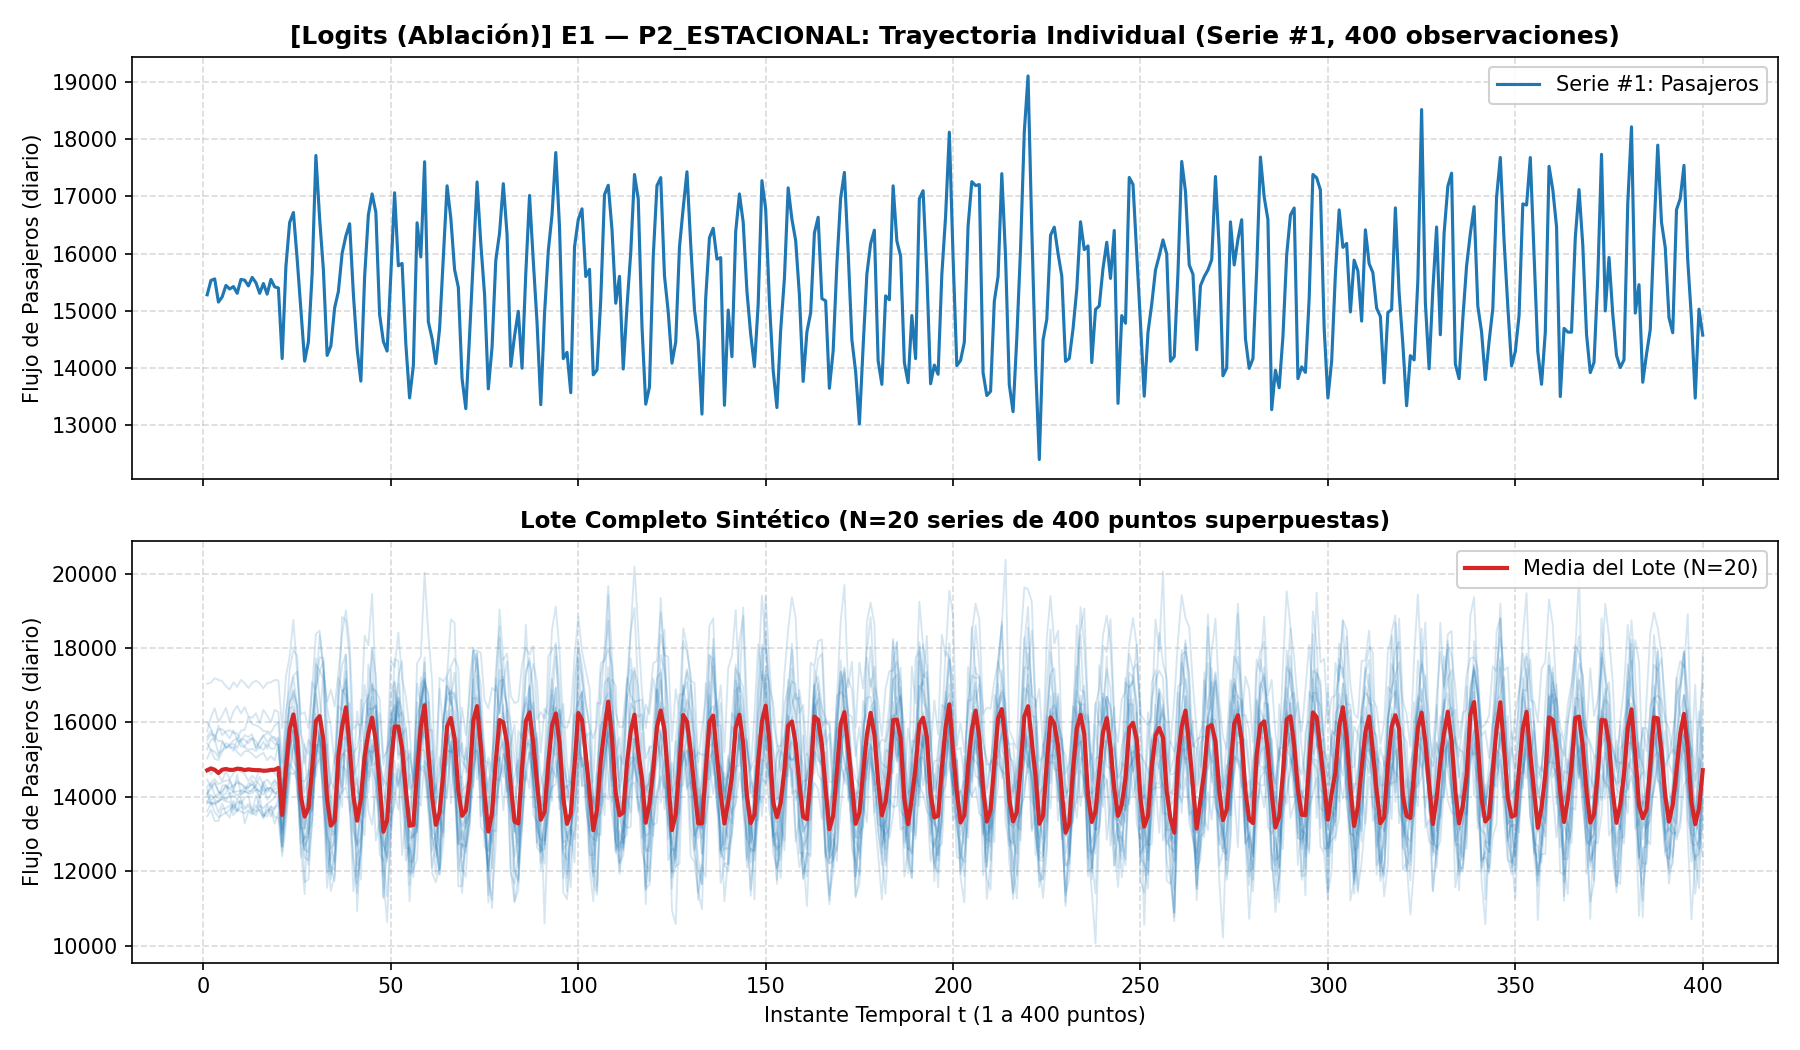 [Logits (Ablación)] E1 — P2_ESTACIONAL: Trayectoria Individual (Serie #1, 400 observaciones)
Serie #1: Pasajeros
Flujo de Pasajeros (diario)
19000
18000
17000
16000
15000
14000
13000
Lote Completo Sintético (N=20 series de 400 puntos superpuestas)
Media del Lote (N=20)
Flujo de Pasajeros (diario)
20000
18000
16000
14000
12000
10000
0 50 100 150 200 250 300 350 400
Instante Temporal t (1 a 400 puntos)